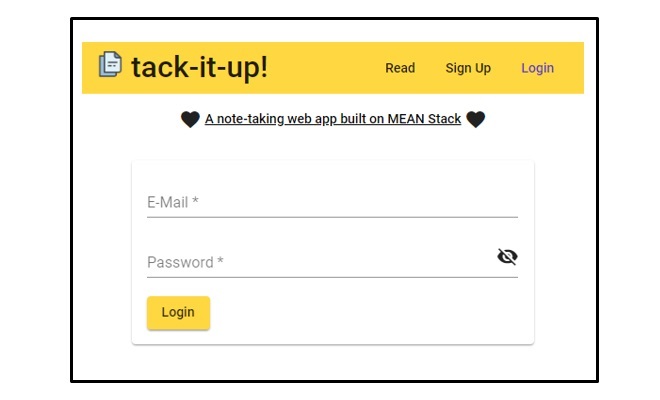 tack-it-up! Read Sign Up Login
A note-taking web app built on MEAN Stack
E-Mail *
Password *
Login